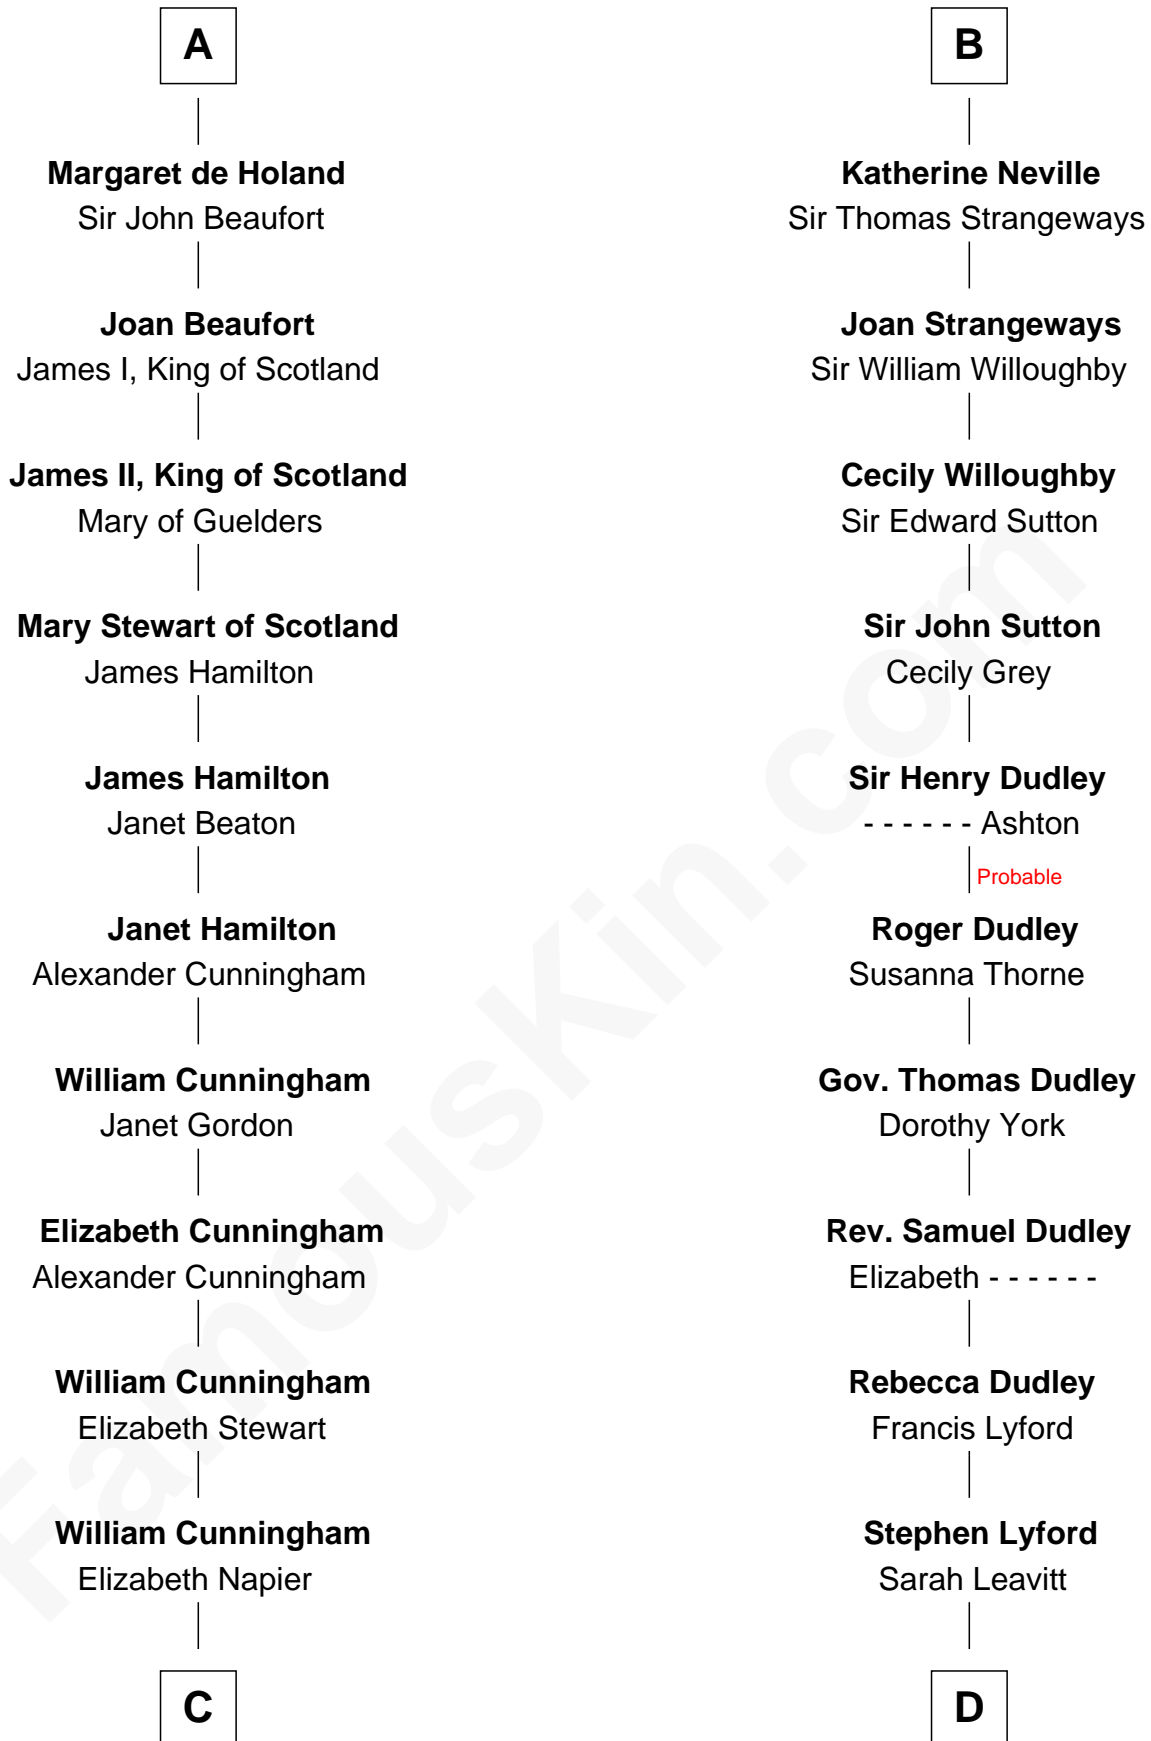 A
Margaret de Holand
Sir John Beaufort
Joan Beaufort
James I, King of Scotland
James II, King of Scotland
Mary of Guelders
Mary Stewart of Scotland
James Hamilton
James Hamilton
Janet Beaton
Janet Hamilton
Alexander Cunningham
William Cunningham
Janet Gordon
Elizabeth Cunningham
Alexander Cunningham
William Cunningham
Elizabeth Stewart
William Cunningham
Elizabeth Napier
C
B
Katherine Neville
Sir Thomas Strangeways
Joan Strangeways
Sir William Willoughby
Cecily Willoughby
Sir Edward Sutton
Sir John Sutton
Cecily Grey
Sir Henry Dudley
- - - - - - Ashton
Probable
Roger Dudley
Susanna Thorne
Gov. Thomas Dudley
Dorothy York
Rev. Samuel Dudley
Elizabeth - - - - - -
Rebecca Dudley
Francis Lyford
Stephen Lyford
Sarah Leavitt
D
FamousKin.com